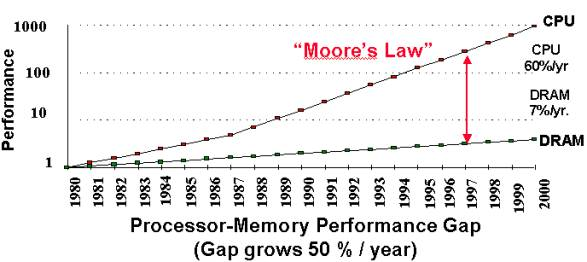 1000
100
10
1
Performance
"Moore's Law"
CPU
CPU
60%/yr
DRAM
7%/yr.
DRAM
1980
1981
1982
1983
1984
1985
1986
1987
1988
1989
1990
1991
1992
1993
1994
1995
1996
1997
1998
1999
2000
Processor-Memory Performance Gap
(Gap grows 50 % / year)